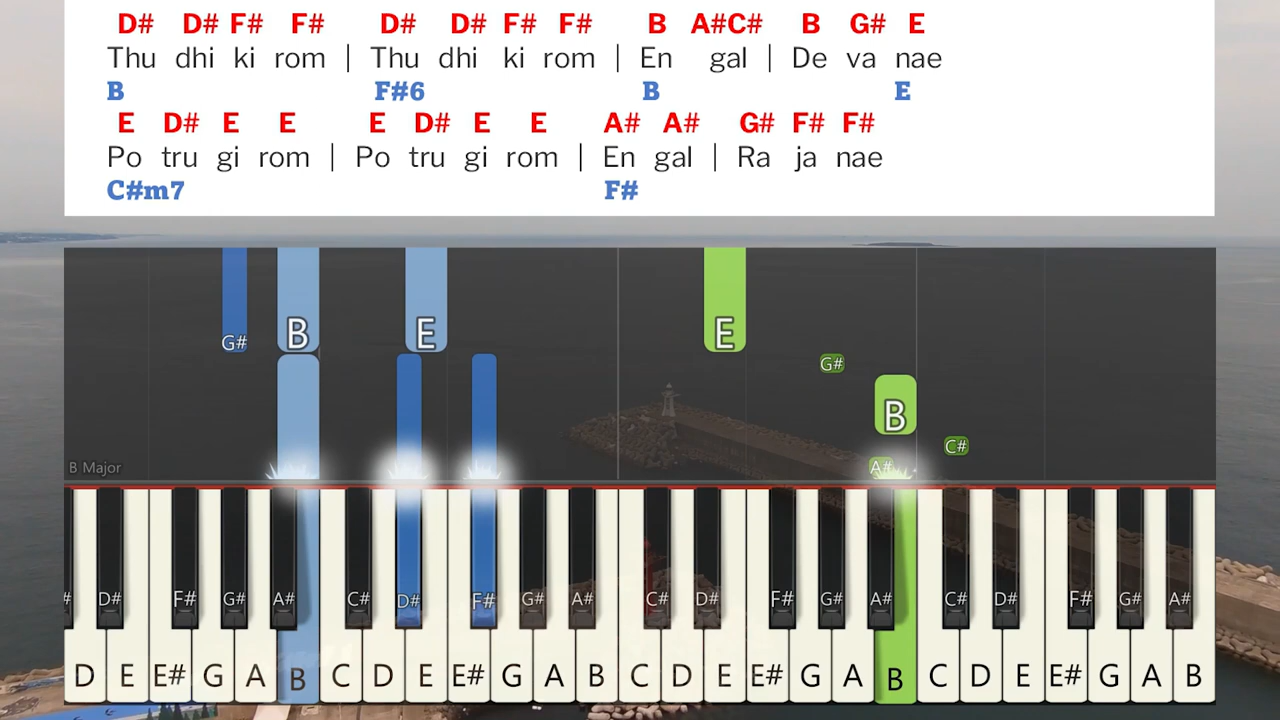 D# D# F# F# D# D# F# F# B A#C# B G# E
Thu dhi ki rom | Thu dhi ki rom | En gal | De va nae
B F#6 B E
E D# E E E D# E E A# A# G# F# F#
Po tru gi rom | Po tru gi rom | En gal | Ra ja nae
C#m7 F#
G# B E E
G#
B
C#
B Major A#
# D# F# G# A# C# D# F# G# A# C# D# F# G# A# C# D# F# G# A#
D E E# G A B C D E E# G A B C D E E# G A B C D E E# G A B